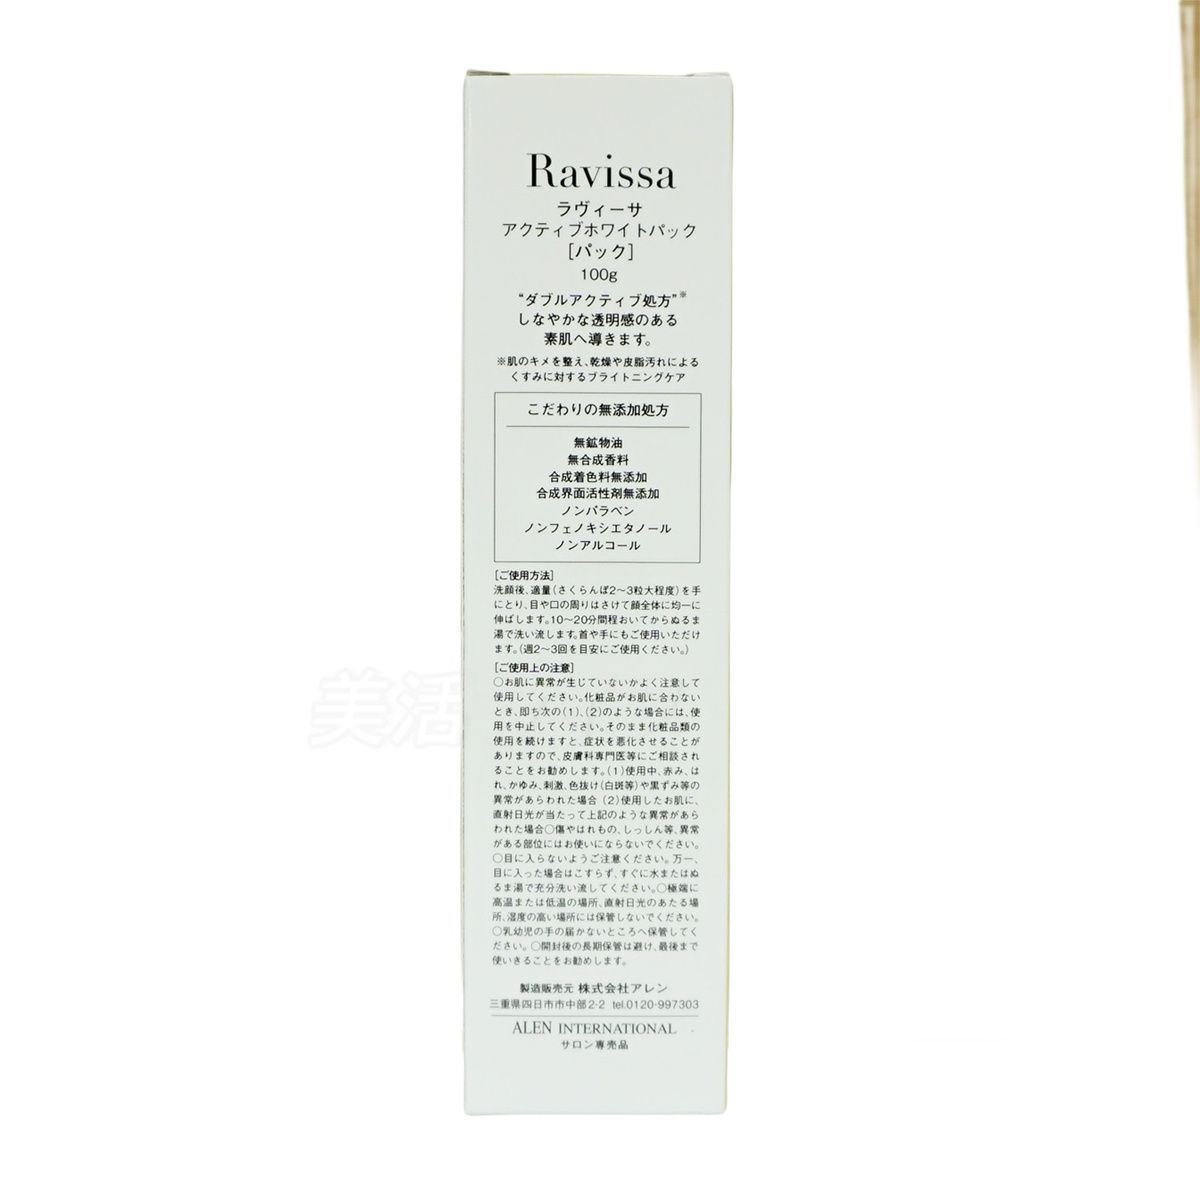 Ravissa
ラヴィーサ
アクティブホワイトパック
[パック]
100g
“ダブルアクティブ処方”※
しなやかな透明感のある
素肌へ導きます。
※肌のキメを整え、乾燥や皮脂汚れによる
くすみに対するブライトニングケア
こだわりの無添加処方
無鉱物油
無合成香料
合成着色料無添加
合成界面活性剤無添加
ノンパラベン
ノンフェノキシエタノール
ノンアルコール
[ご使用方法]
洗顔後、適量(さくらんぼ2〜3粒大程度)を手
にとり、目や口の周りはさけて顔全体に均一に
伸ばします。10〜20分間程おいてからぬるま
湯で洗い流します。首や手にもご使用いただけ
ます。(週2〜3回を目安にご使用ください。)
[ご使用上の注意]
○お肌に異常が生じていないかよく注意して
使用してください。化粧品がお肌に合わない
とき、即ち次の(1)、(2)のような場合には、使
用を中止してください。そのまま化粧品類の
使用を続けますと、症状を悪化させることが
ありますので、皮膚科専門医等にご相談され
ることをお勧めします。(1)使用中、赤み、は
れ、かゆみ、刺激、色抜け(白斑等)や黒ずみ等の
異常があらわれた場合 (2)使用したお肌に、
直射日光が当たって上記のような異常があら
われた場合○傷やはれもの、しっしん等、異常
がある部位にはお使いにならないでください。
○目に入らないようご注意ください。万一、
目に入った場合はこすらず、すぐに水またはぬ
るま湯で充分洗い流してください。○極端に
高温または低温の場所、直射日光のあたる場
所、湿度の高い場所には保管しないでください。
○乳幼児の手の届かないところへ保管してく
ださい。○開封後の長期保管は避け、最後まで
使いきることをお勧めします。
製造販売元 株式会社アレン
三重県四日市市中部2-2 tel.0120-997303
ALEN INTERNATIONAL
サロン専売品
美活